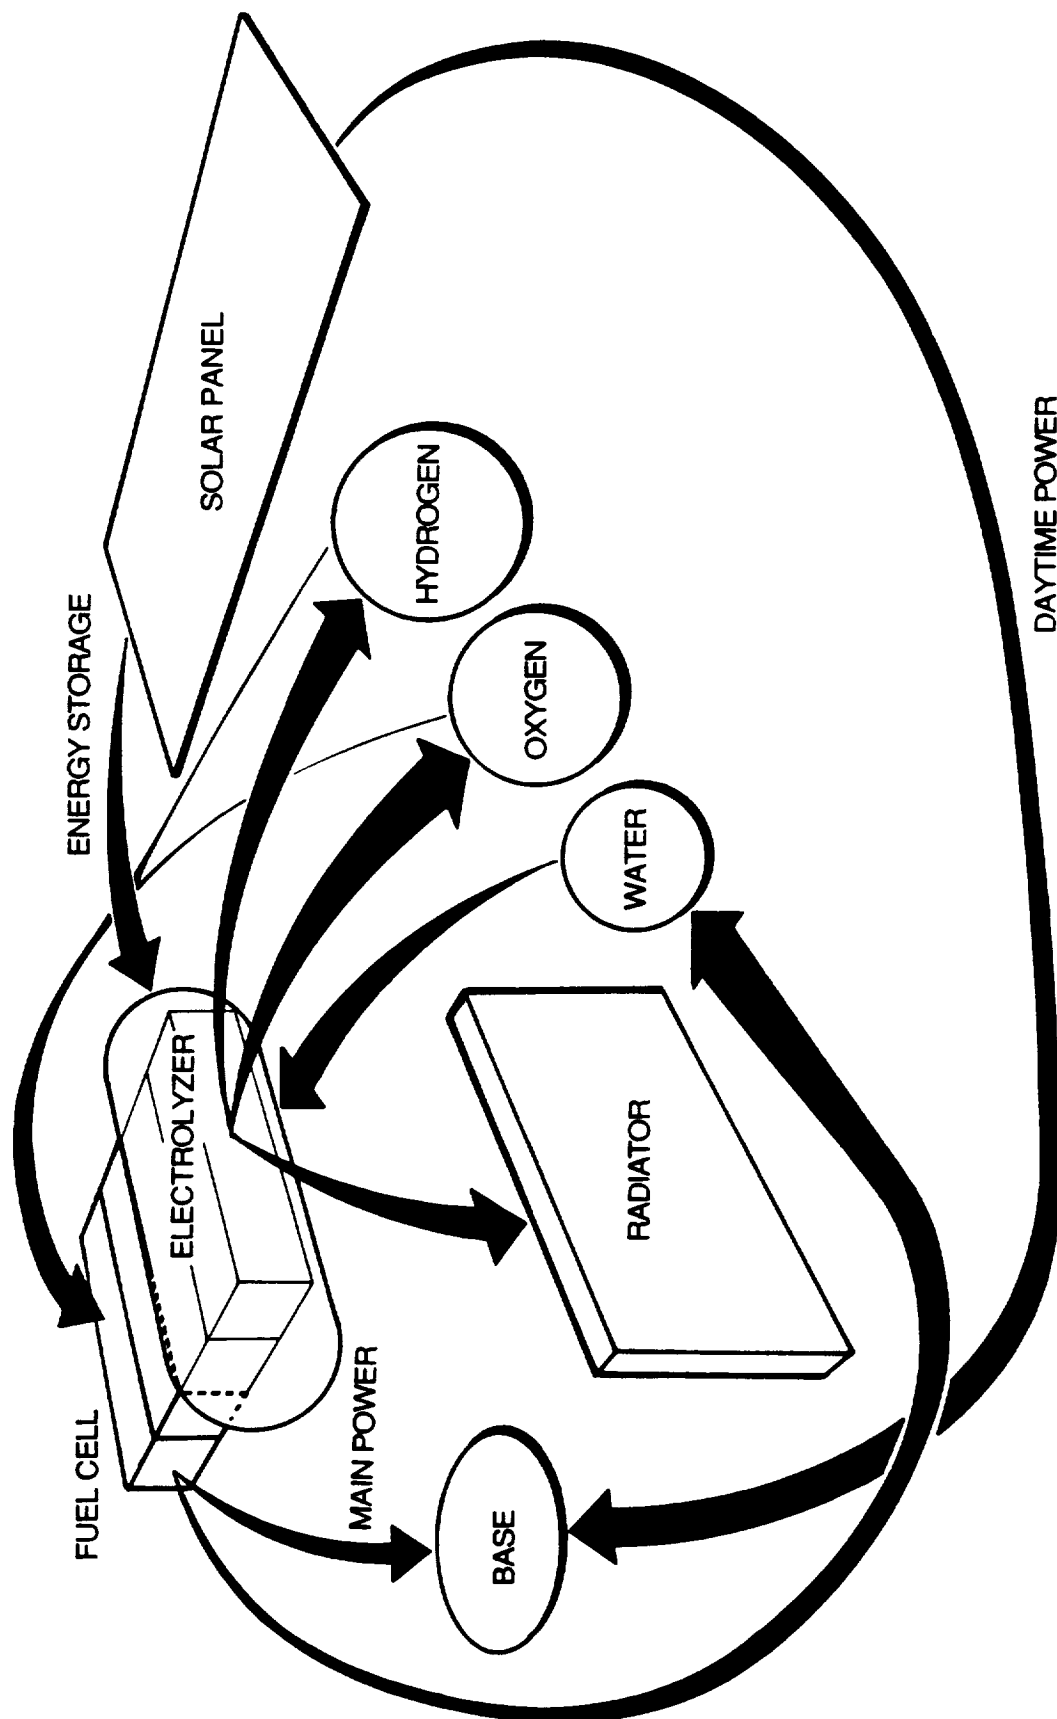 FUEL CELL
ENERGY STORAGE
ELECTROLYZER
SOLAR PANEL
MAIN POWER
HYDROGEN
OXYGEN
BASE
RADIATOR
WATER
DAYTIME POWER